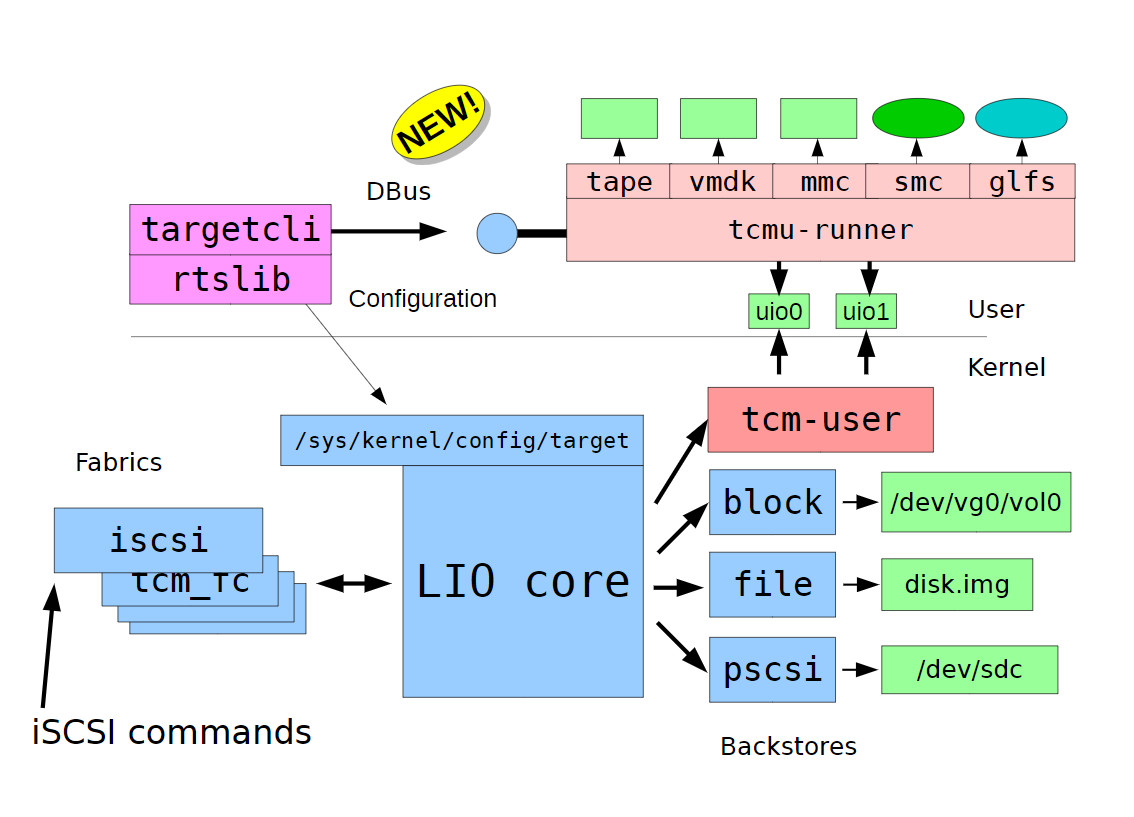 NEW!
DBus
tape
vmdk
mmc
smc
glfs
targetcli
tcmu-runner
rtslib
Configuration
uio0
uio1
User
Kernel
tcm-user
/sys/kernel/config/target
Fabrics
block
/dev/vg0/vol0
iscsi
tcm_fc
LIO core
file
disk.img
pscsi
/dev/sdc
iSCSI commands
Backstores